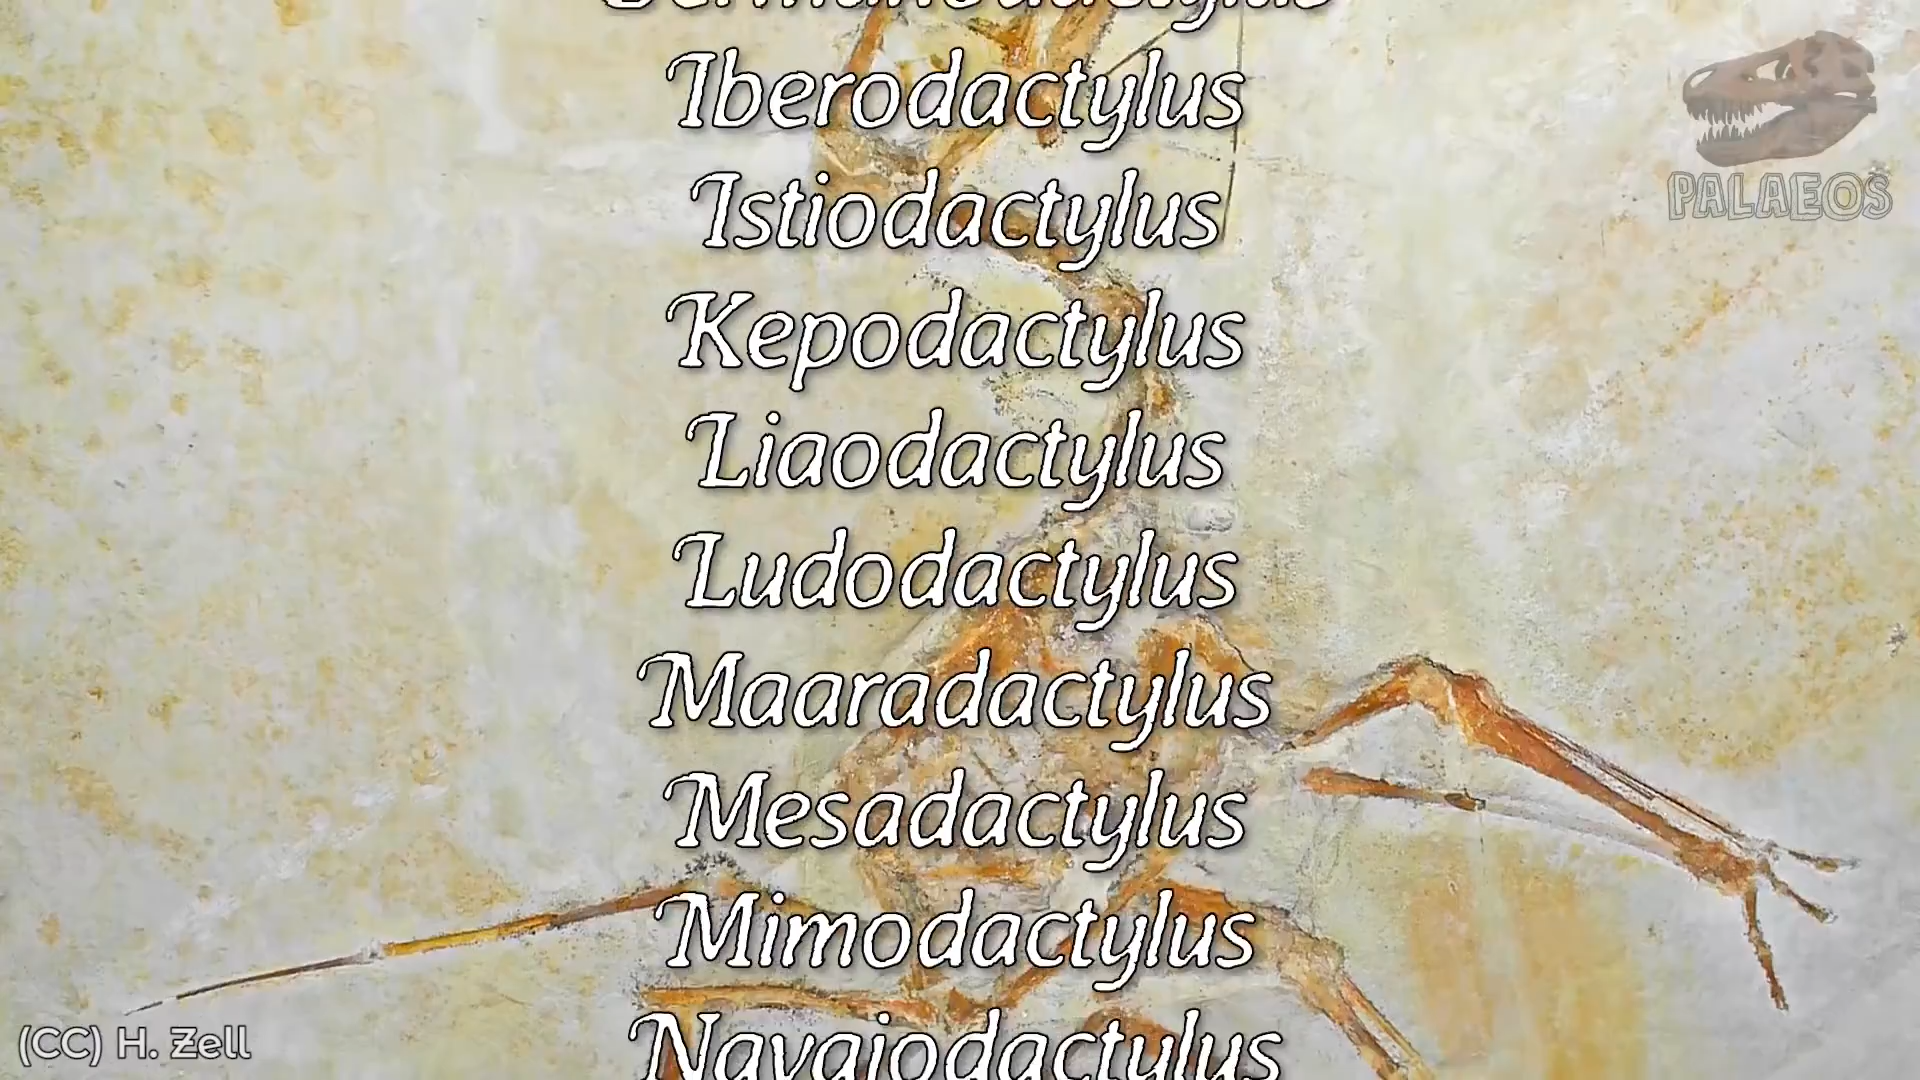 Iberodactylus
Istiodactylus
Kepodactylus
Liaodactylus
Ludodactylus
Maaradactylus
Mesadactylus
Mimodactylus
Navajodactylus
PALAEOS
(CC) H. Zell